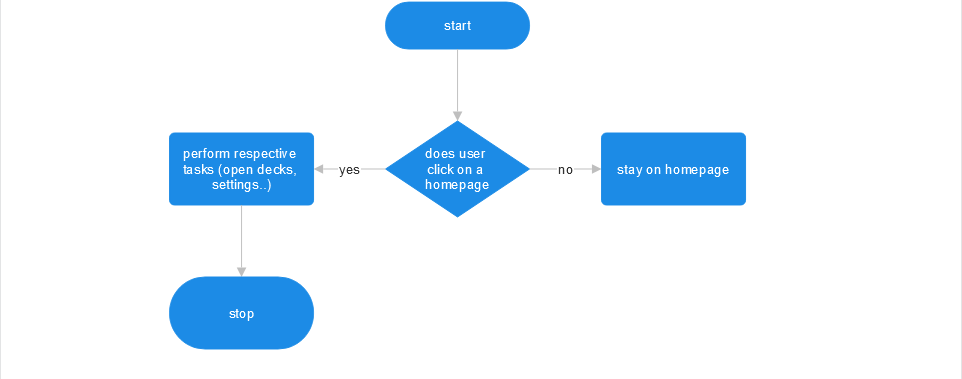 start
does user
click on a
homepage
yes
perform respective
tasks (open decks,
settings..)
no
stay on homepage
stop